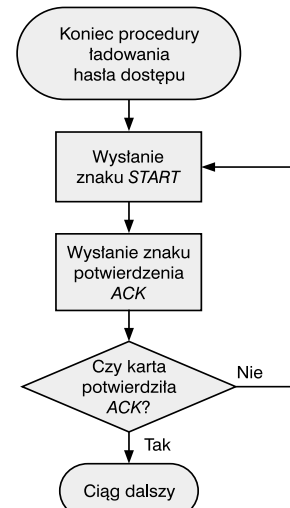 Koniec procedury
ładowania
hasła dostępu
Wysłanie
znaku START
Wysłanie znaku
potwierdzenia
ACK
Czy karta
potwierdziła
ACK?
Nie
Tak
Ciąg dalszy